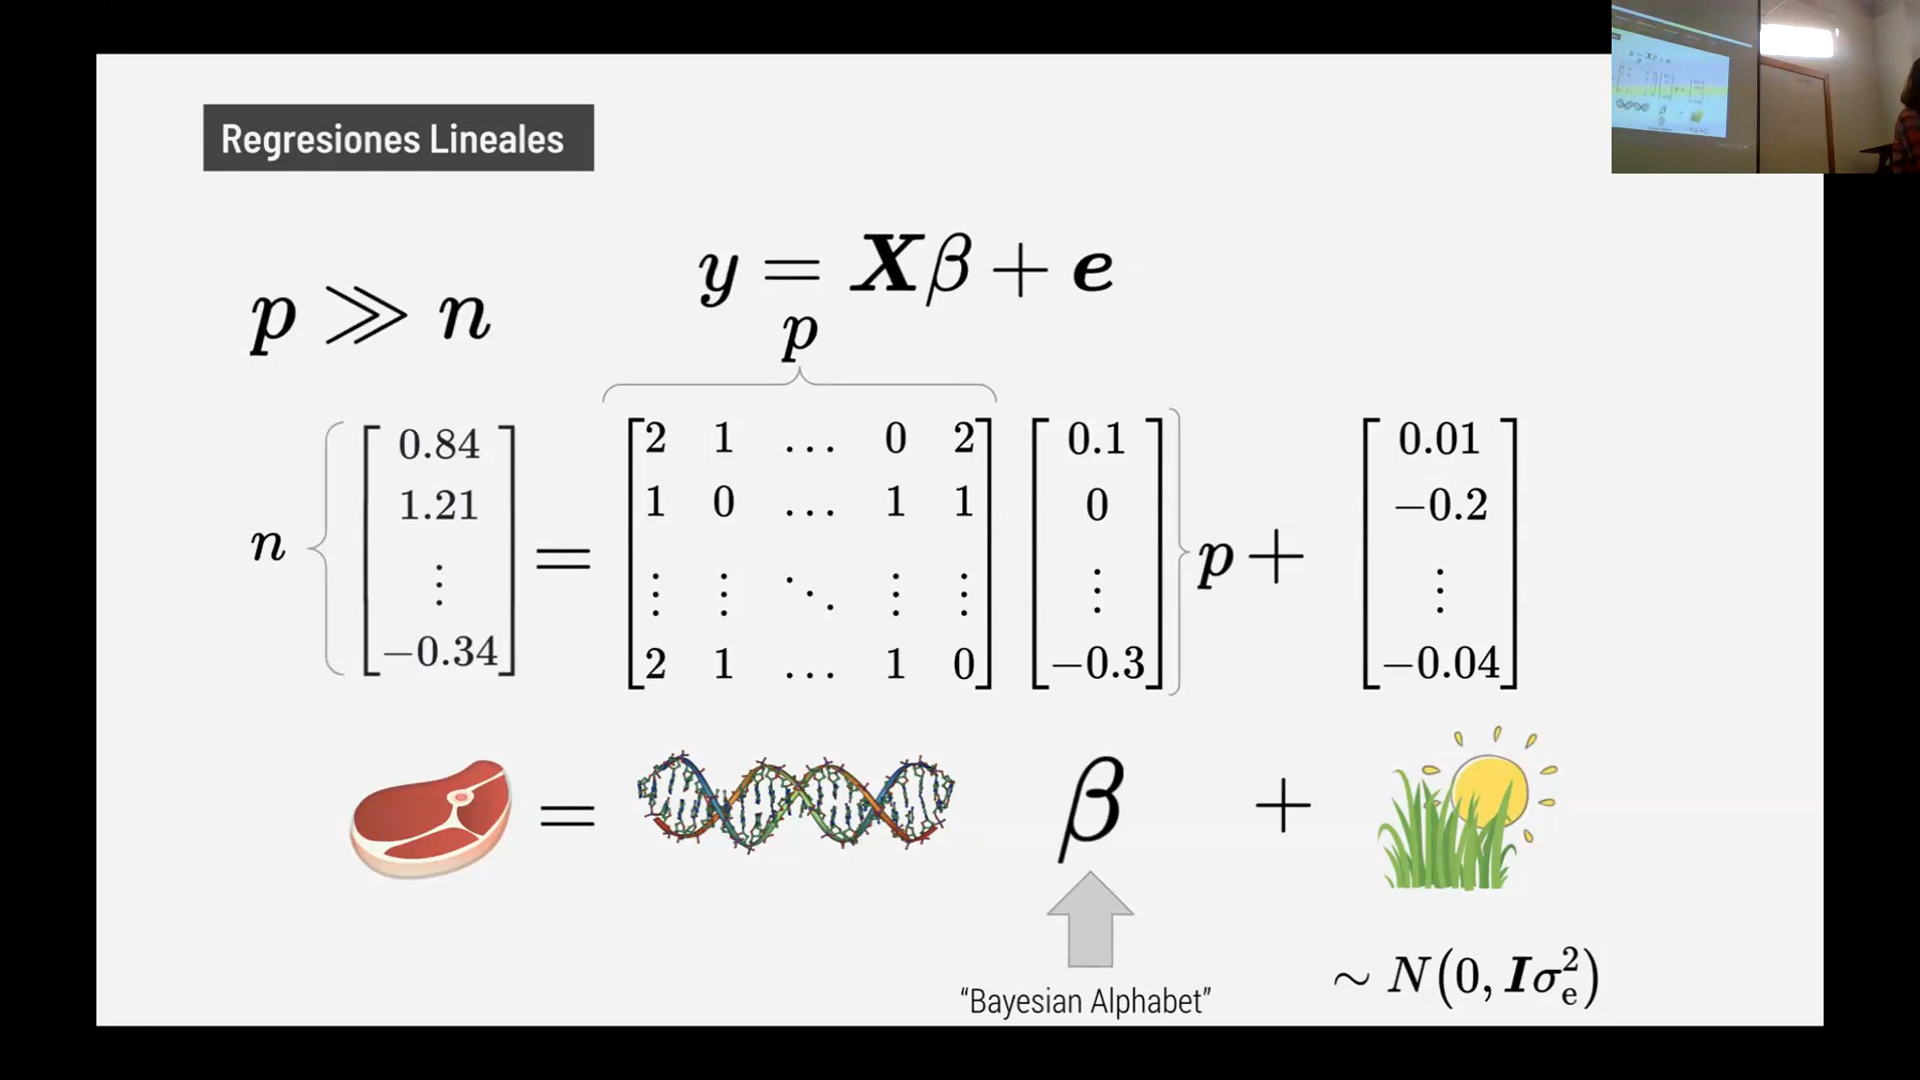 Regresiones Lineales
y = Xβ + e
p ≫ n
p
n
0.84
1.21
⋮
−0.34
=
2 1 … 0 2
1 0 … 1 1
⋮ ⋮ ⋱ ⋮ ⋮
2 1 … 1 0
0.1
0
⋮
−0.3
p +
0.01
−0.2
⋮
−0.04
= β +
“Bayesian Alphabet”
∼ N(0, Iσ²ₑ)